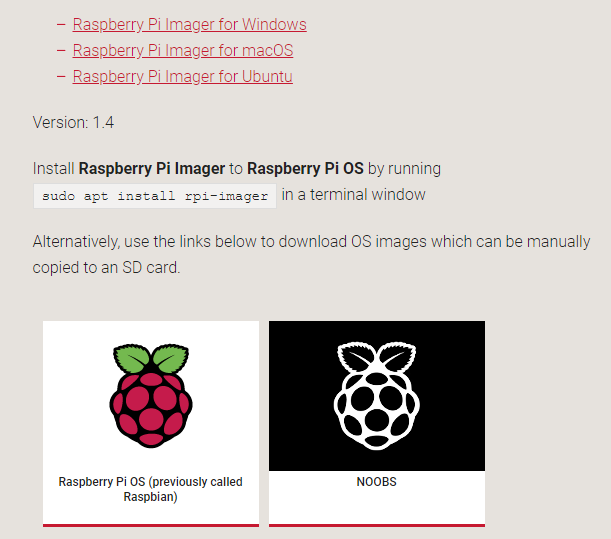 – Raspberry Pi Imager for Windows
– Raspberry Pi Imager for macOS
– Raspberry Pi Imager for Ubuntu
Version: 1.4
Install Raspberry Pi Imager to Raspberry Pi OS by running
sudo apt install rpi-imager in a terminal window
Alternatively, use the links below to download OS images which can be manually
copied to an SD card.
Raspberry Pi OS (previously called
Raspbian)
NOOBS